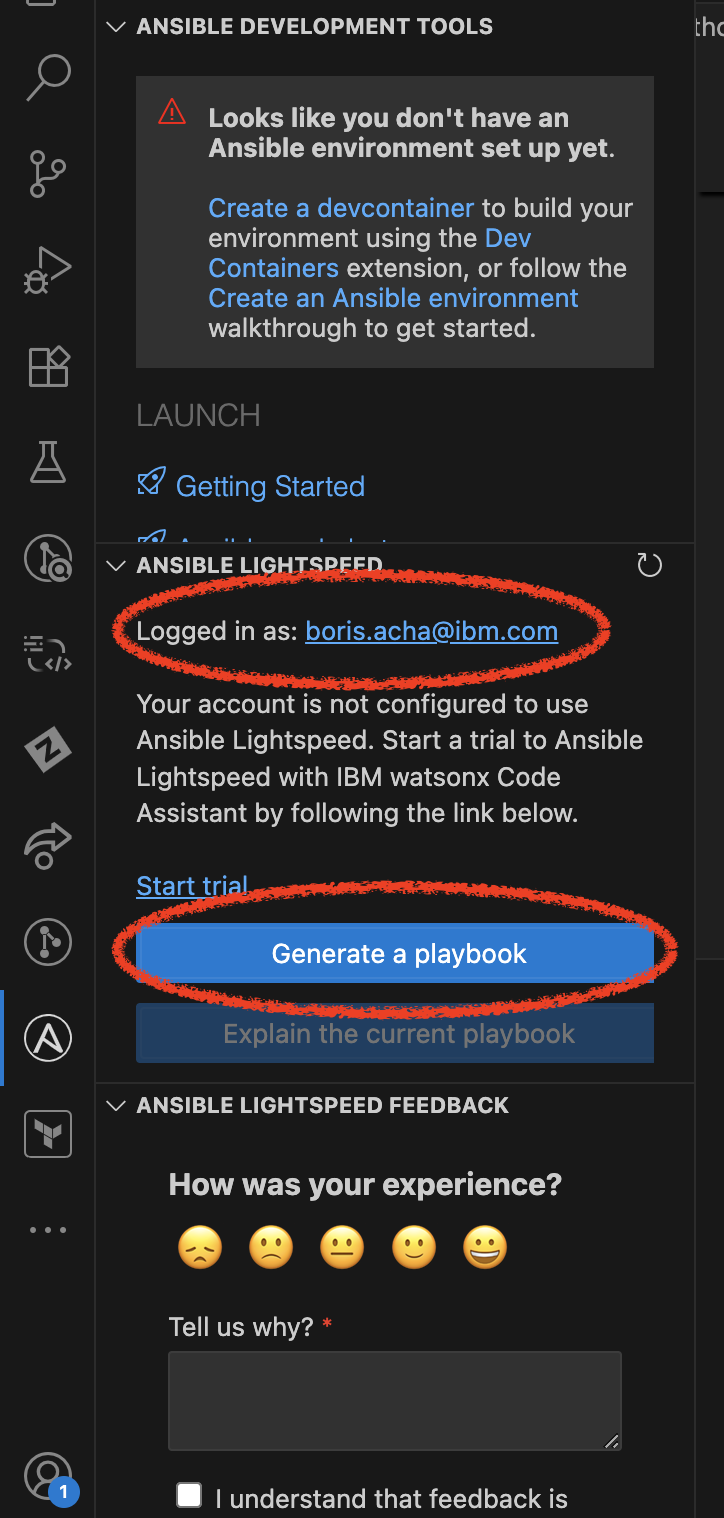 ANSIBLE DEVELOPMENT TOOLS
Looks like you don't have an
Ansible environment set up yet.
Create a devcontainer to build your
environment using the Dev
Containers extension, or follow the
Create an Ansible environment
walkthrough to get started.
LAUNCH
Getting Started
ANSIBLE LIGHTSPEED
Logged in as: boris.acha@ibm.com
Your account is not configured to use
Ansible Lightspeed. Start a trial to Ansible
Lightspeed with IBM watsonx Code
Assistant by following the link below.
Start trial
Generate a playbook
Explain the current playbook
ANSIBLE LIGHTSPEED FEEDBACK
How was your experience?
Tell us why? *
1
I understand that feedback is